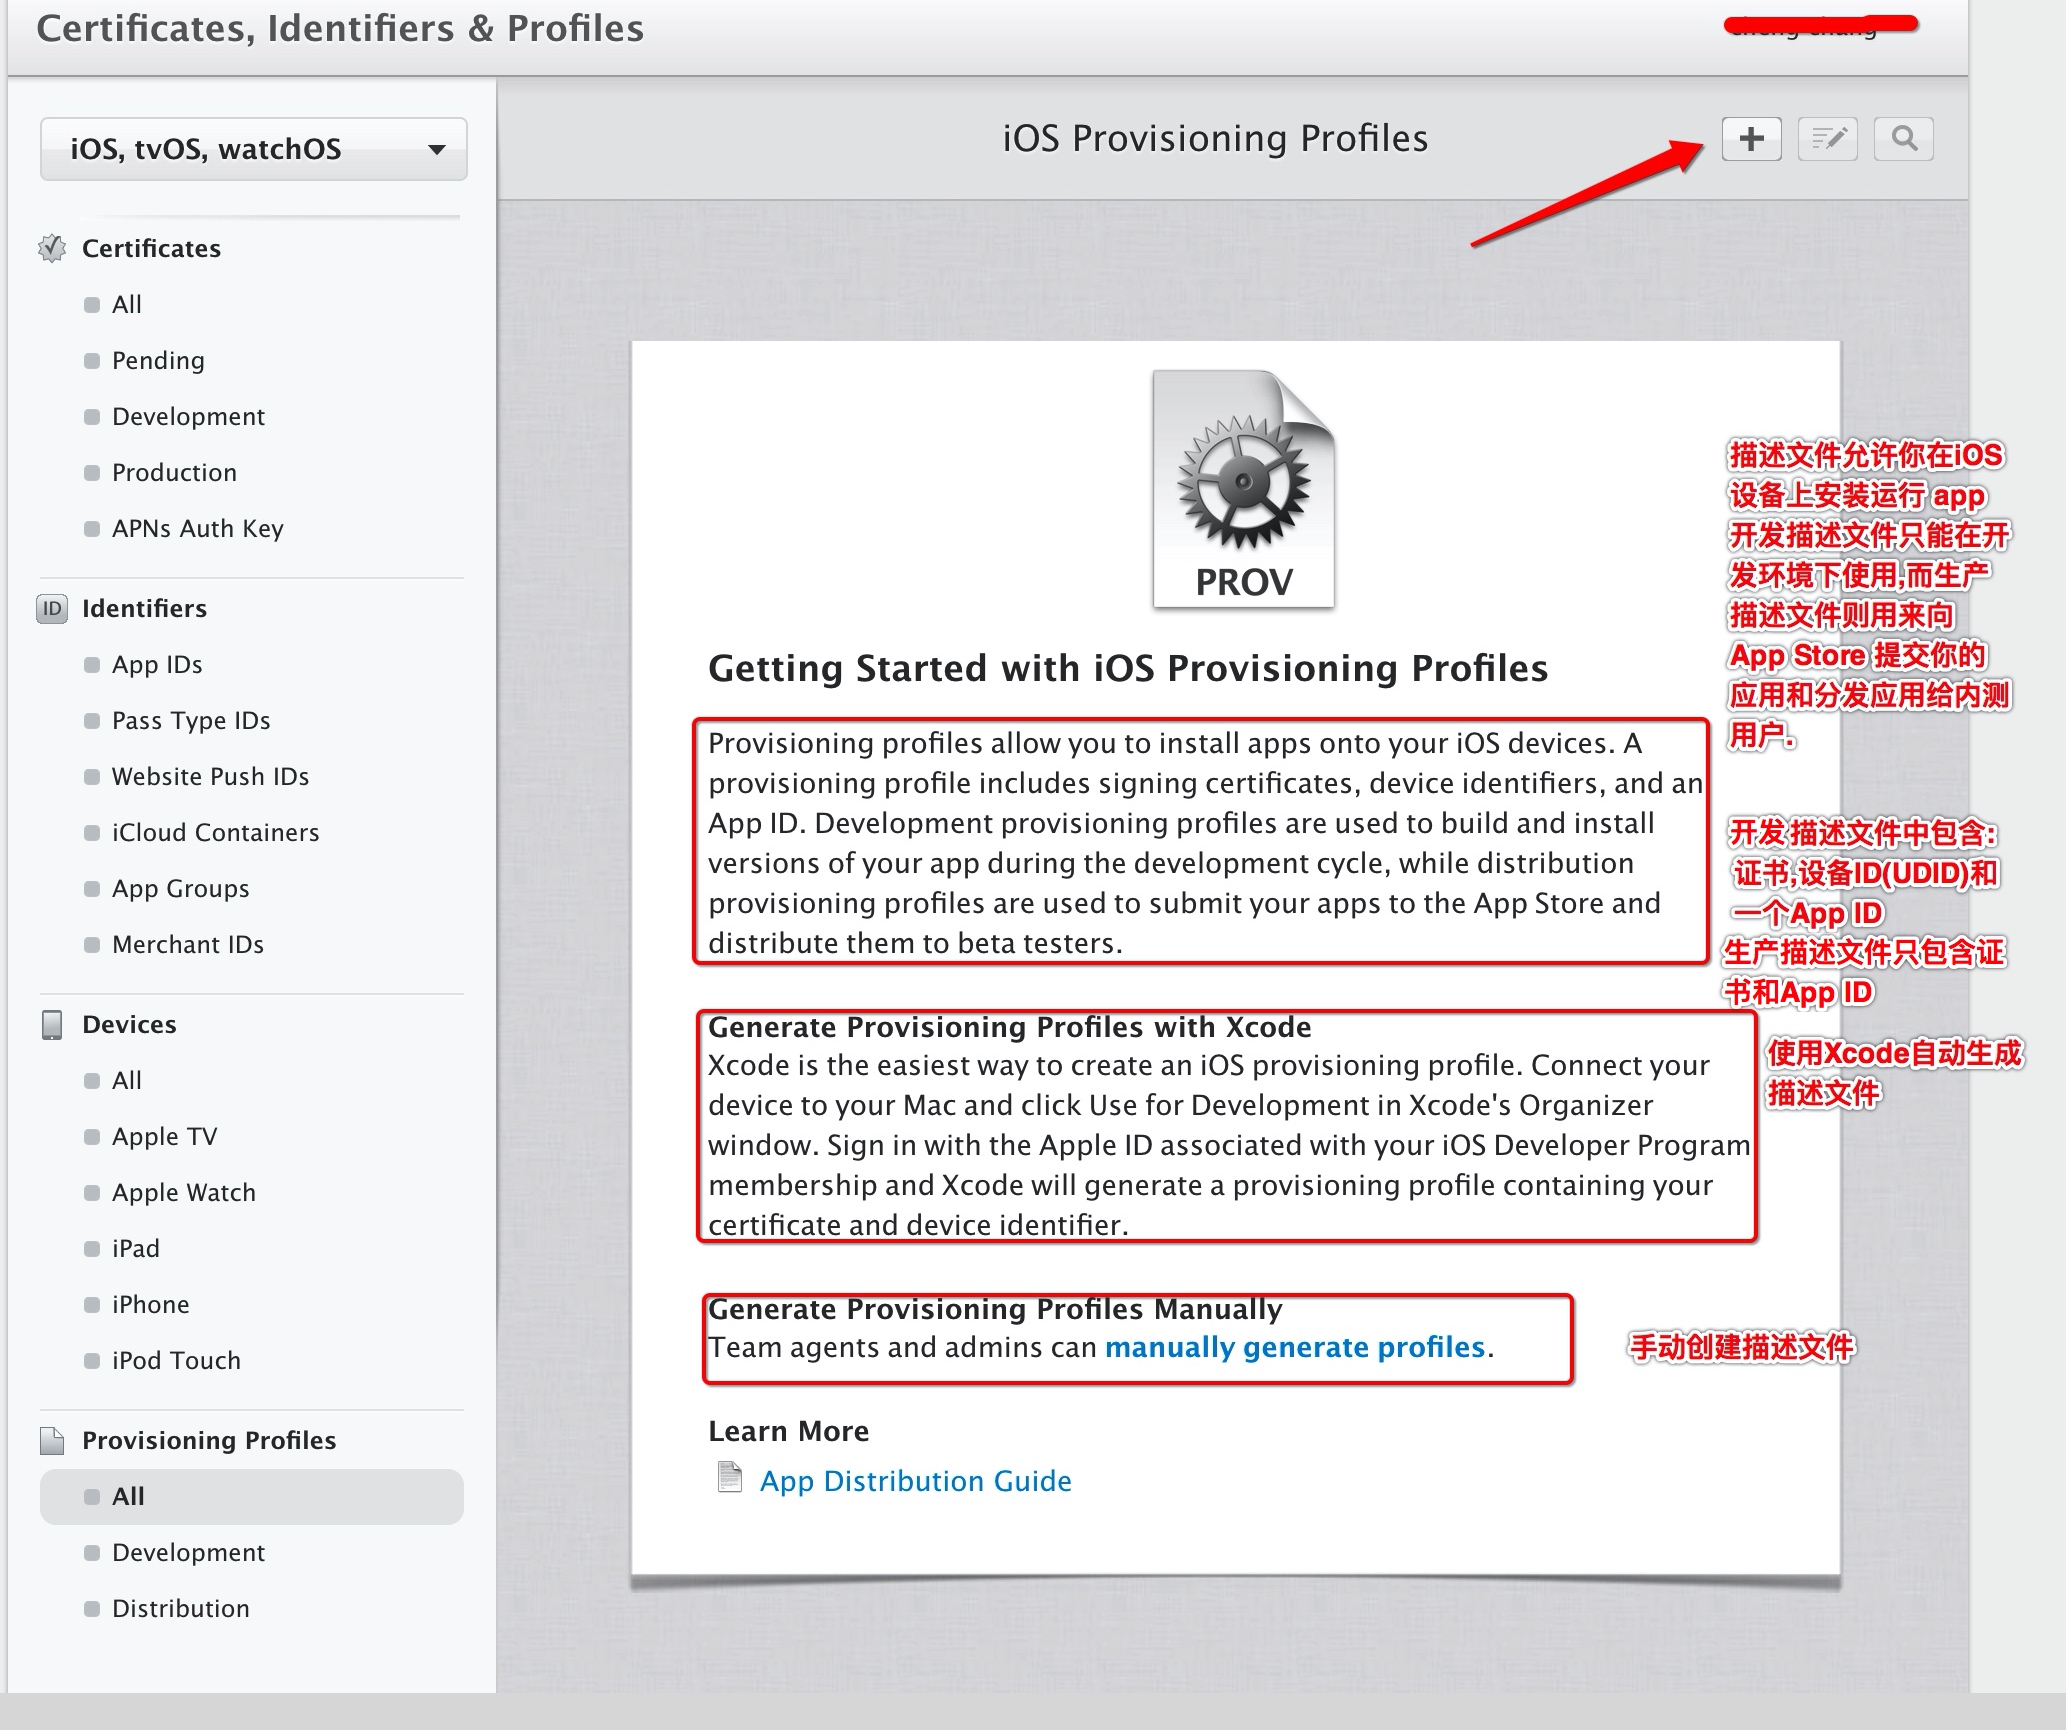 Certificates, Identifiers & Profiles
iOS, tvOS, watchOS
Certificates
All
Pending
Development
Production
APNs Auth Key
ID
Identifiers
App IDs
Pass Type IDs
Website Push IDs
iCloud Containers
App Groups
Merchant IDs
Devices
All
Apple TV
Apple Watch
iPad
iPhone
iPod Touch
Provisioning Profiles
All
Development
Distribution
iOS Provisioning Profiles
PROV
Getting Started with iOS Provisioning Profiles
Provisioning profiles allow you to install apps onto your iOS devices. A
provisioning profile includes signing certificates, device identifiers, and an
App ID. Development provisioning profiles are used to build and install
versions of your app during the development cycle, while distribution
provisioning profiles are used to submit your apps to the App Store and
distribute them to beta testers.
Generate Provisioning Profiles with Xcode
Xcode is the easiest way to create an iOS provisioning profile. Connect your
device to your Mac and click Use for Development in Xcode's Organizer
window. Sign in with the Apple ID associated with your iOS Developer Program
membership and Xcode will generate a provisioning profile containing your
certificate and device identifier.
Generate Provisioning Profiles Manually
Team agents and admins can manually generate profiles.
Learn More
App Distribution Guide
描述文件允许你在iOS
设备上安装运行 app
开发描述文件只能在开
发环境下使用,而生产
描述文件则用来向
App Store 提交你的
应用和分发应用给内测
用户.
开发描述文件中包含:
证书,设备ID(UDID)和
一个App ID
生产描述文件只包含证
书和App ID
使用Xcode自动生成
描述文件
手动创建描述文件